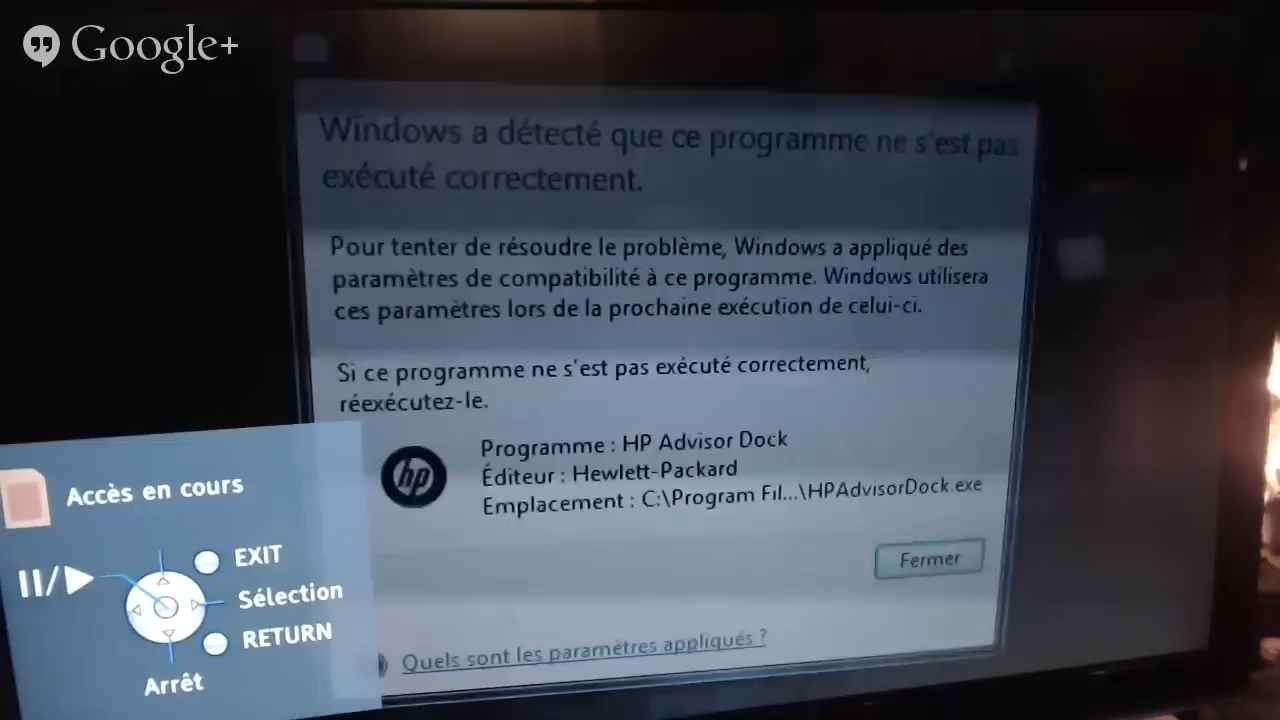 Google+
Windows a détecté que ce programme ne s'est pas
exécuté correctement.
Pour tenter de résoudre le problème, Windows a appliqué des
paramètres de compatibilité à ce programme. Windows utilisera
ces paramètres lors de la prochaine exécution de celui-ci.
Si ce programme ne s'est pas exécuté correctement,
réexécutez-le.
hp
Programme : HP Advisor Dock
Éditeur : Hewlett-Packard
Emplacement : C:\Program Fil...\HPAdvisorDock.exe
Fermer
Quels sont les paramètres appliqués ?
Accès en cours
EXIT
Sélection
RETURN
Arrêt